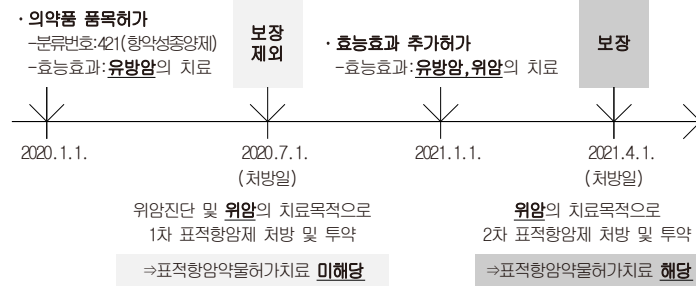 · 의약품 품목허가
-분류번호:421(항악성종양제)
-효능효과:유방암의 치료
보장
제외
· 효능효과 추가허가
-효능효과:유방암,위암의 치료
보장
2020.1.1.
2020.7.1.
(처방일)
2021.1.1.
2021.4.1.
(처방일)
위암진단 및 위암의 치료목적으로
1차 표적항암제 처방 및 투약
⇒표적항암약물허가치료 미해당
위암의 치료목적으로
2차 표적항암제 처방 및 투약
⇒표적항암약물허가치료 해당